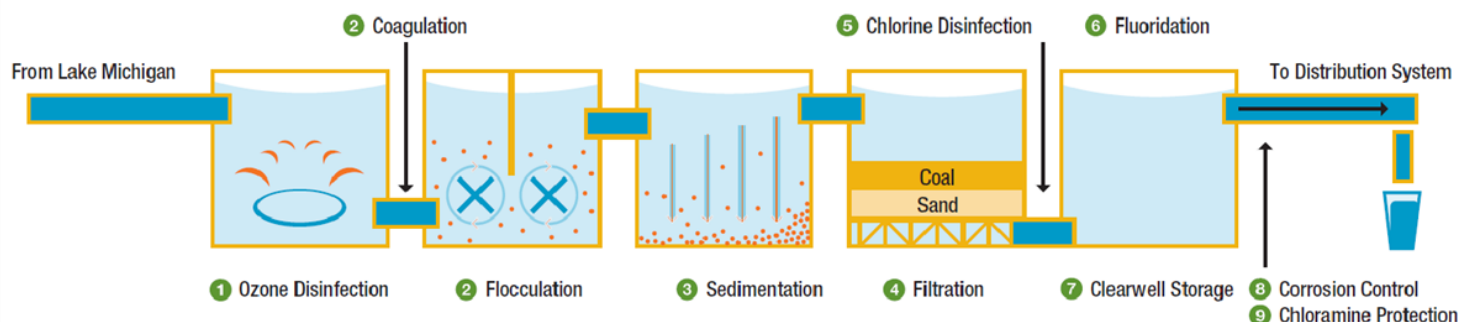 2 Coagulation
5 Chlorine Disinfection
6 Fluoridation
From Lake Michigan
To Distribution System
Coal
Sand
1 Ozone Disinfection
2 Flocculation
3 Sedimentation
4 Filtration
7 Clearwell Storage
8 Corrosion Control
9 Chloramine Protection